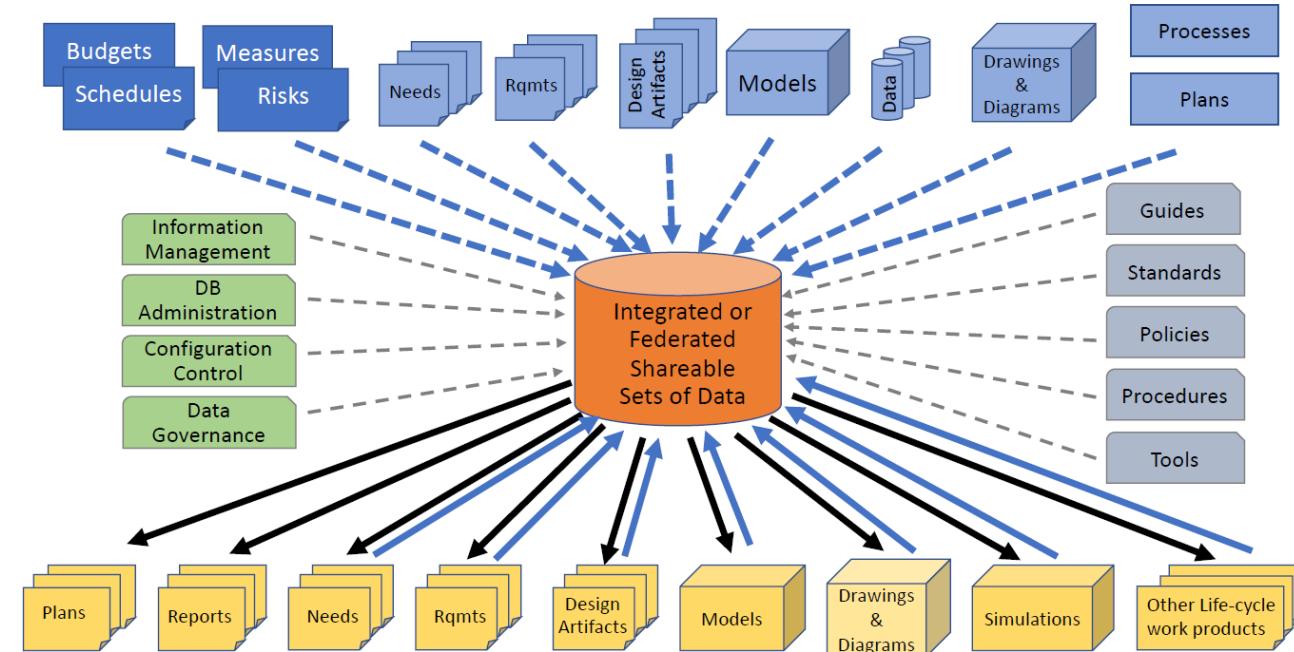 Budgets
Schedules
Measures
Risks
Needs
Rqmts
Design
Artifacts
Models
Data
Drawings
&
Diagrams
Processes
Plans
Information
Management
DB
Administration
Configuration
Control
Data
Governance
Integrated or
Federated
Shareable
Sets of Data
Guides
Standards
Policies
Procedures
Tools
Plans
Reports
Needs
Rqmts
Design
Artifacts
Models
Drawings
&
Diagrams
Simulations
Other Life-cycle
work products